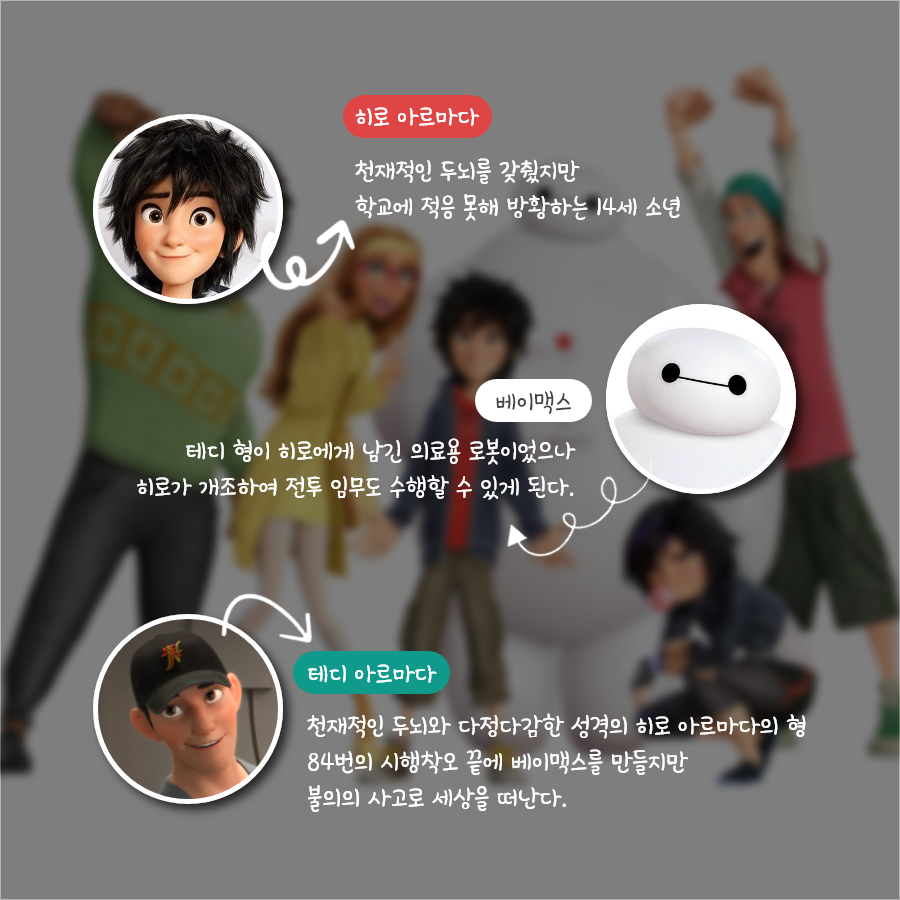 히로 아르마다
천재적인 두뇌를 갖췄지만
학교에 적응 못해 방황하는 14세 소년
베이맥스
테디 형이 히로에게 남긴 의료용 로봇이었으나
히로가 개조하여 전투 임무도 수행할 수 있게 된다.
테디 아르마다
천재적인 두뇌와 다정다감한 성격의 히로 아르마다의 형
84번의 시행착오 끝에 베이맥스를 만들지만
불의의 사고로 세상을 떠난다.